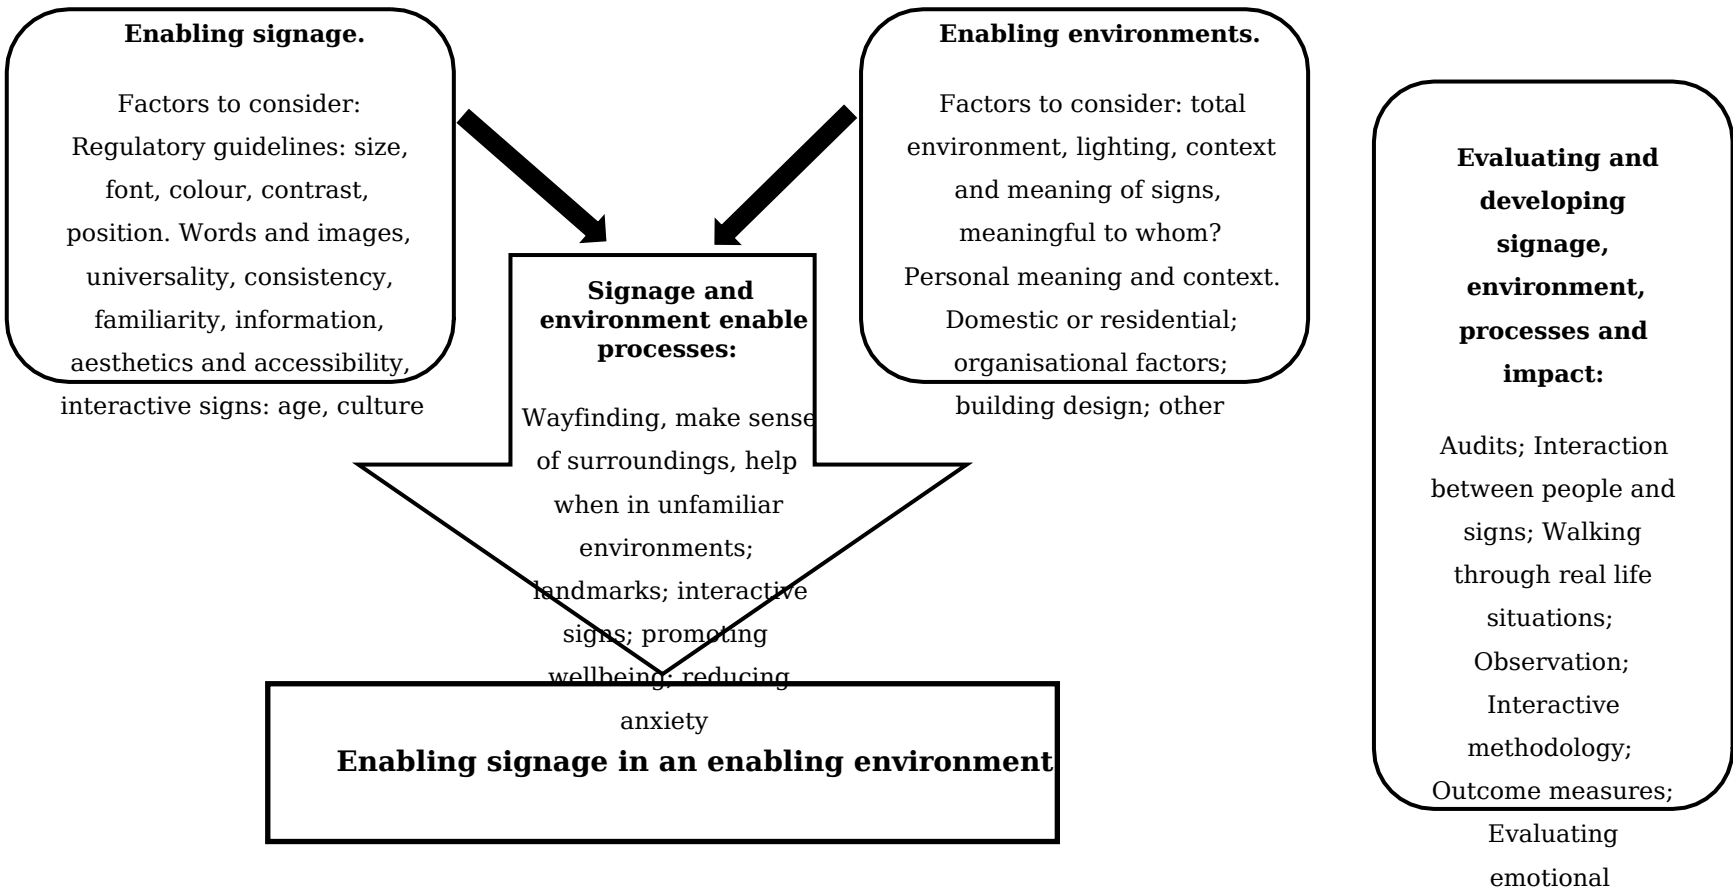 Enabling signage.
Factors to consider:
Regulatory guidelines: size,
font, colour, contrast,
position. Words and images,
universality, consistency,
familiarity, information,
aesthetics and accessibility,
interactive signs: age, culture
Enabling environments.
Factors to consider: total
environment, lighting, context
and meaning of signs,
meaningful to whom?
Personal meaning and context.
Domestic or residential;
organisational factors;
building design; other
Signage and
environment enable
processes:
Wayfinding, make sense
of surroundings, help
when in unfamiliar
environments;
landmarks; interactive
signs; promoting
wellbeing; reducing
anxiety
Enabling signage in an enabling environment
Evaluating and
developing
signage,
environment,
processes and
impact:
Audits; Interaction
between people and
signs; Walking
through real life
situations;
Observation;
Interactive
methodology;
Outcome measures;
Evaluating
emotional